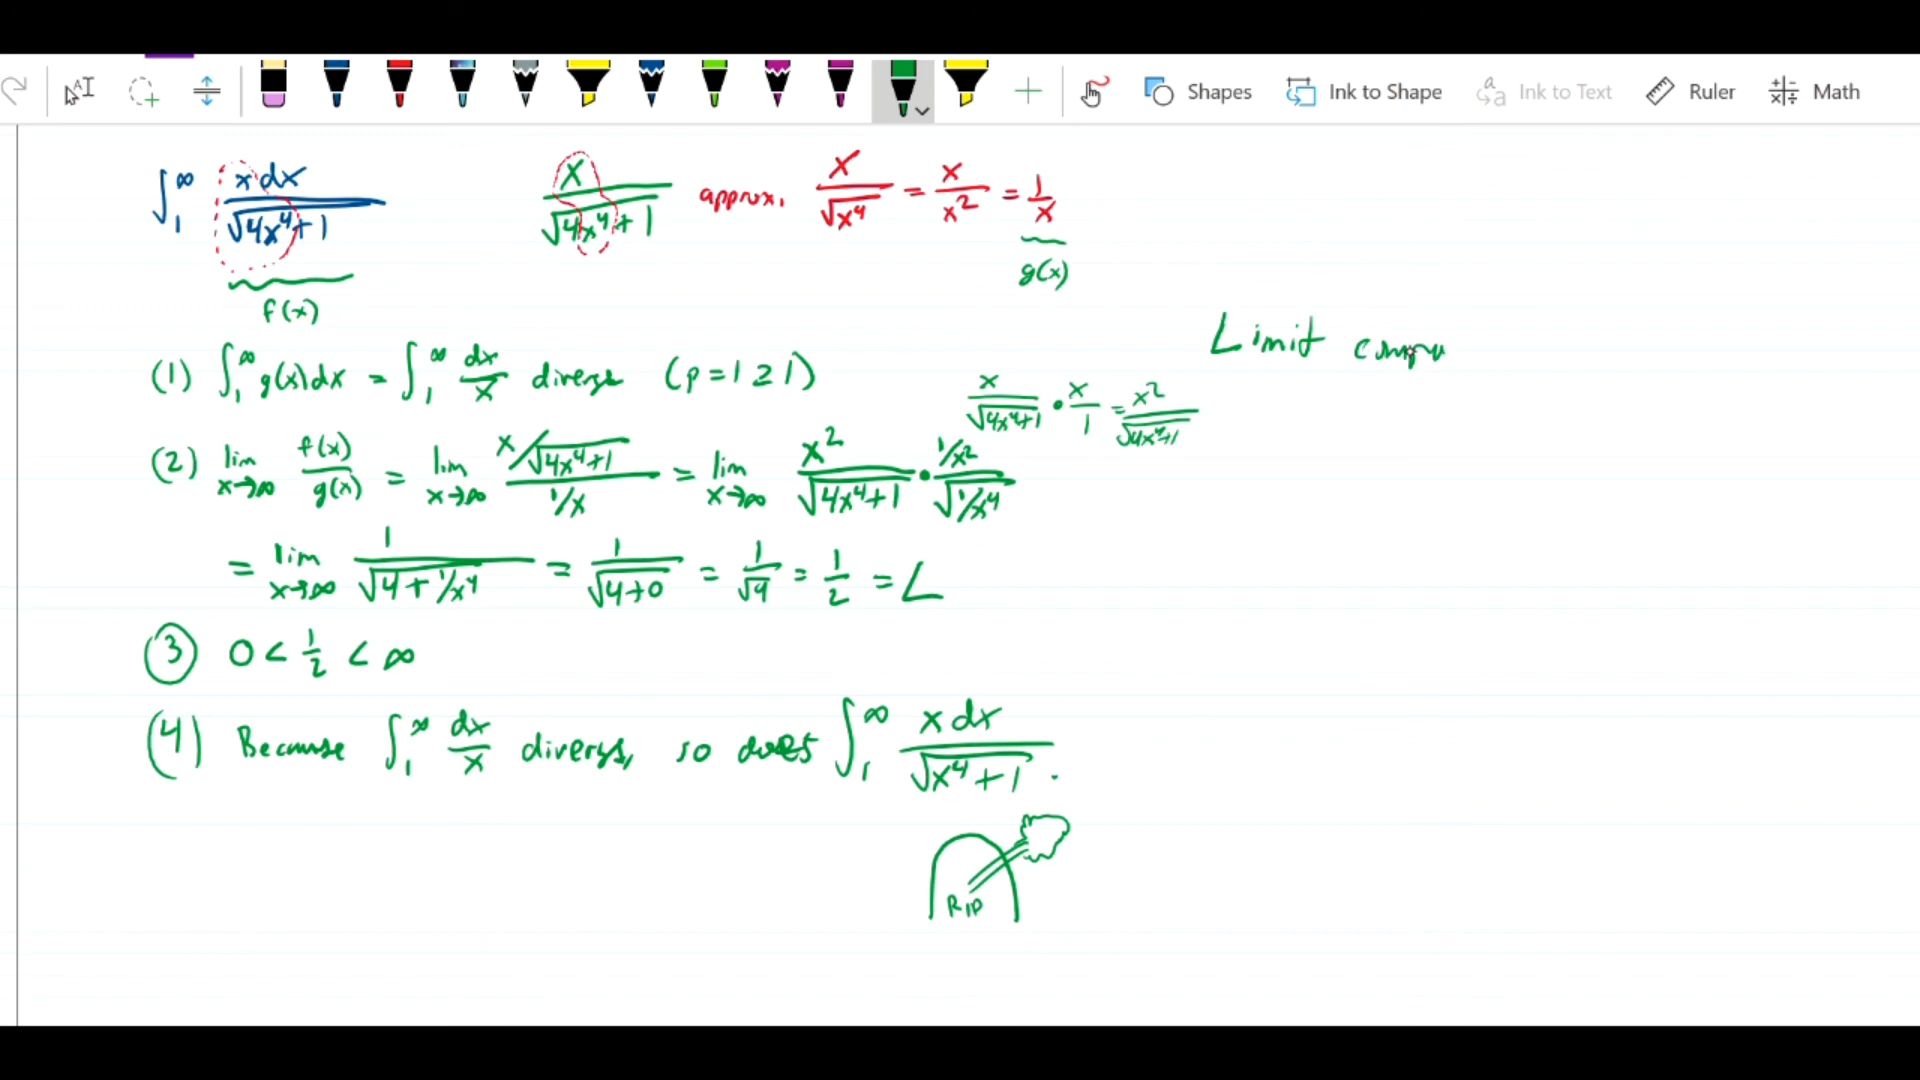 Shapes Ink to Shape Ink to Text Ruler Math
∫₁^∞ x dx / √(4x⁴+1)    x / √(4x⁴+1) approx. x/√(x⁴) = x/x² = 1/x
f(x)    g(x)
Limit
(1) ∫₁^∞ g(x)dx = ∫₁^∞ dx/x diverge (p = 1 ≥ 1)
x/√(4x⁴+1) • x/1 = x²/√(4x⁴+1)
(2) lim x→∞ f(x)/g(x) = lim x→∞ (x/√(4x⁴+1))/(1/x) = lim x→∞ x²/√(4x⁴+1) • (1/x²)/√(1/x⁴)
= lim x→∞ 1/√(4+1/x⁴) = 1/√(4+0) = 1/√4 = 1/2 = L
(3) 0 < 1/2 < ∞
(4) Because ∫₁^∞ dx/x divergs, so does ∫₁^∞ x dx/√(x⁴+1).
RIP